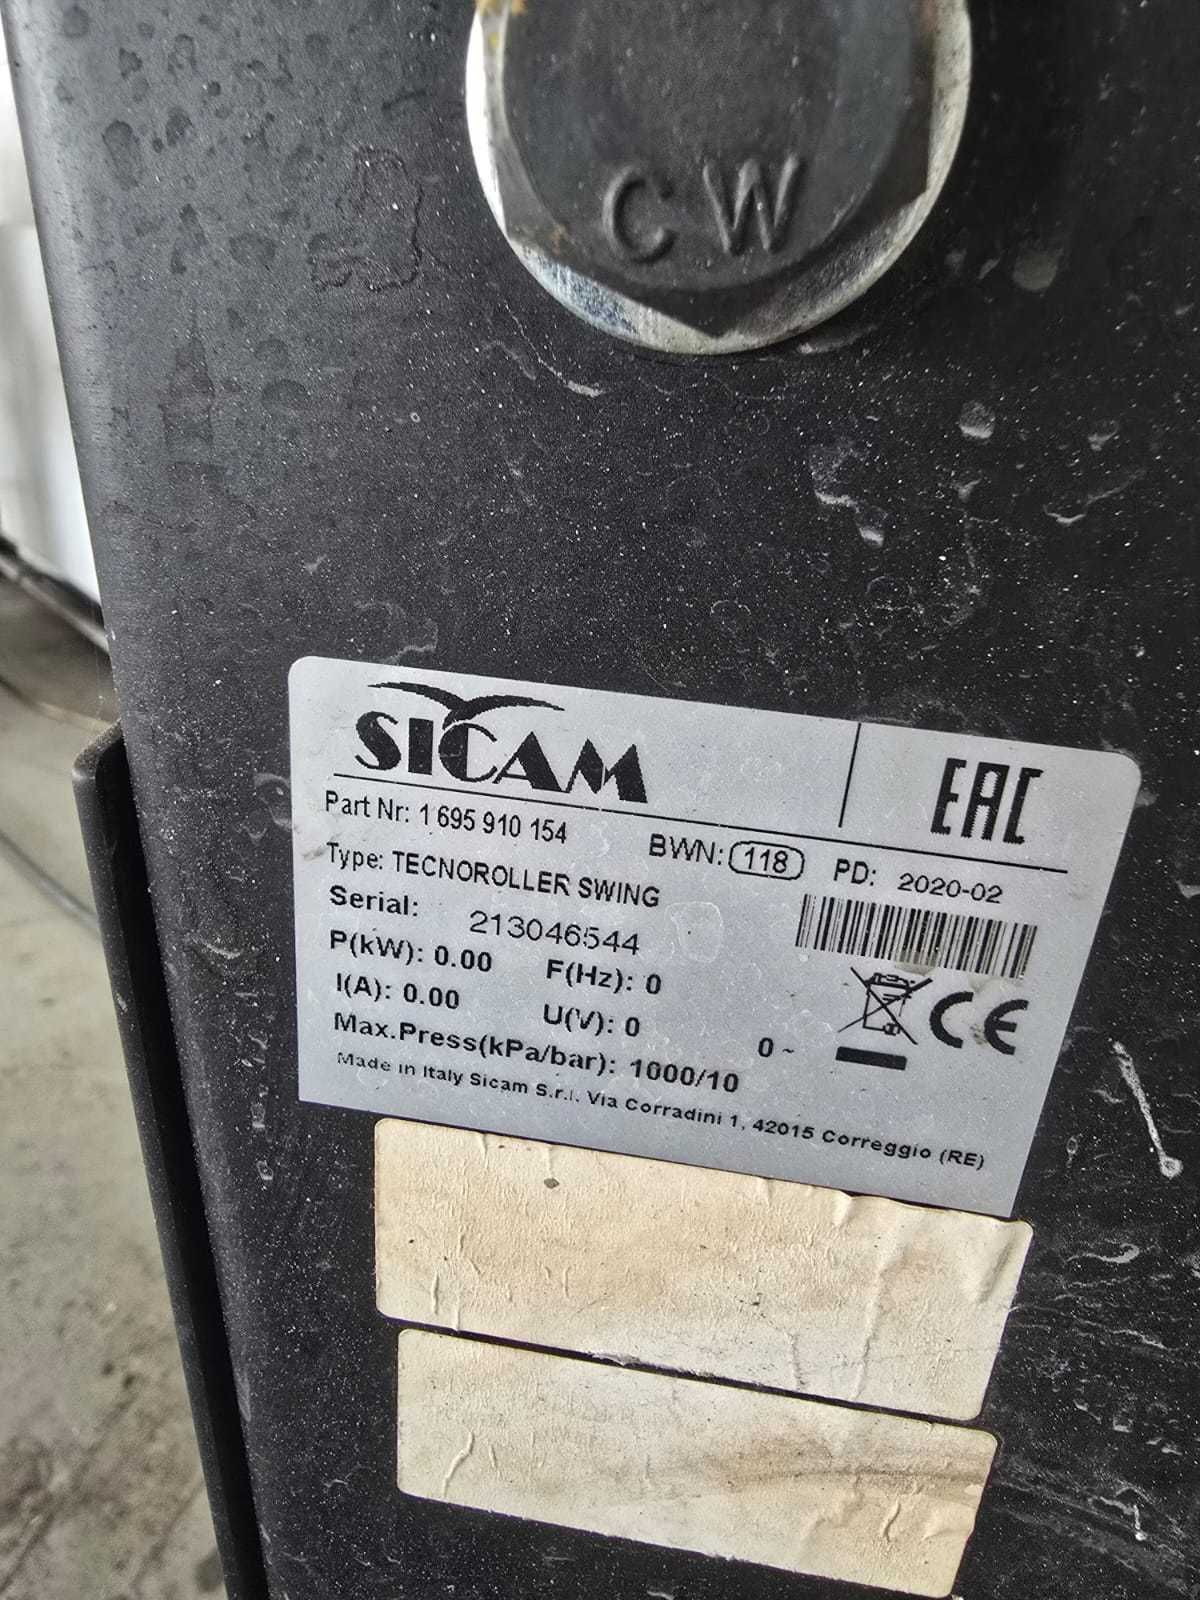 CW
SICAM
EAC
Part Nr: 1 695 910 154
BWN: 118 PD: 2020-02
Type: TECNOROLLER SWING
Serial: 213046544
P(kW): 0.00 F(Hz): 0
I(A): 0.00 U(V): 0 0 ~
CE
Max.Press(kPa/bar): 1000/10
Made in Italy Sicam S.r.l. Via Corradini 1, 42015 Correggio (RE)